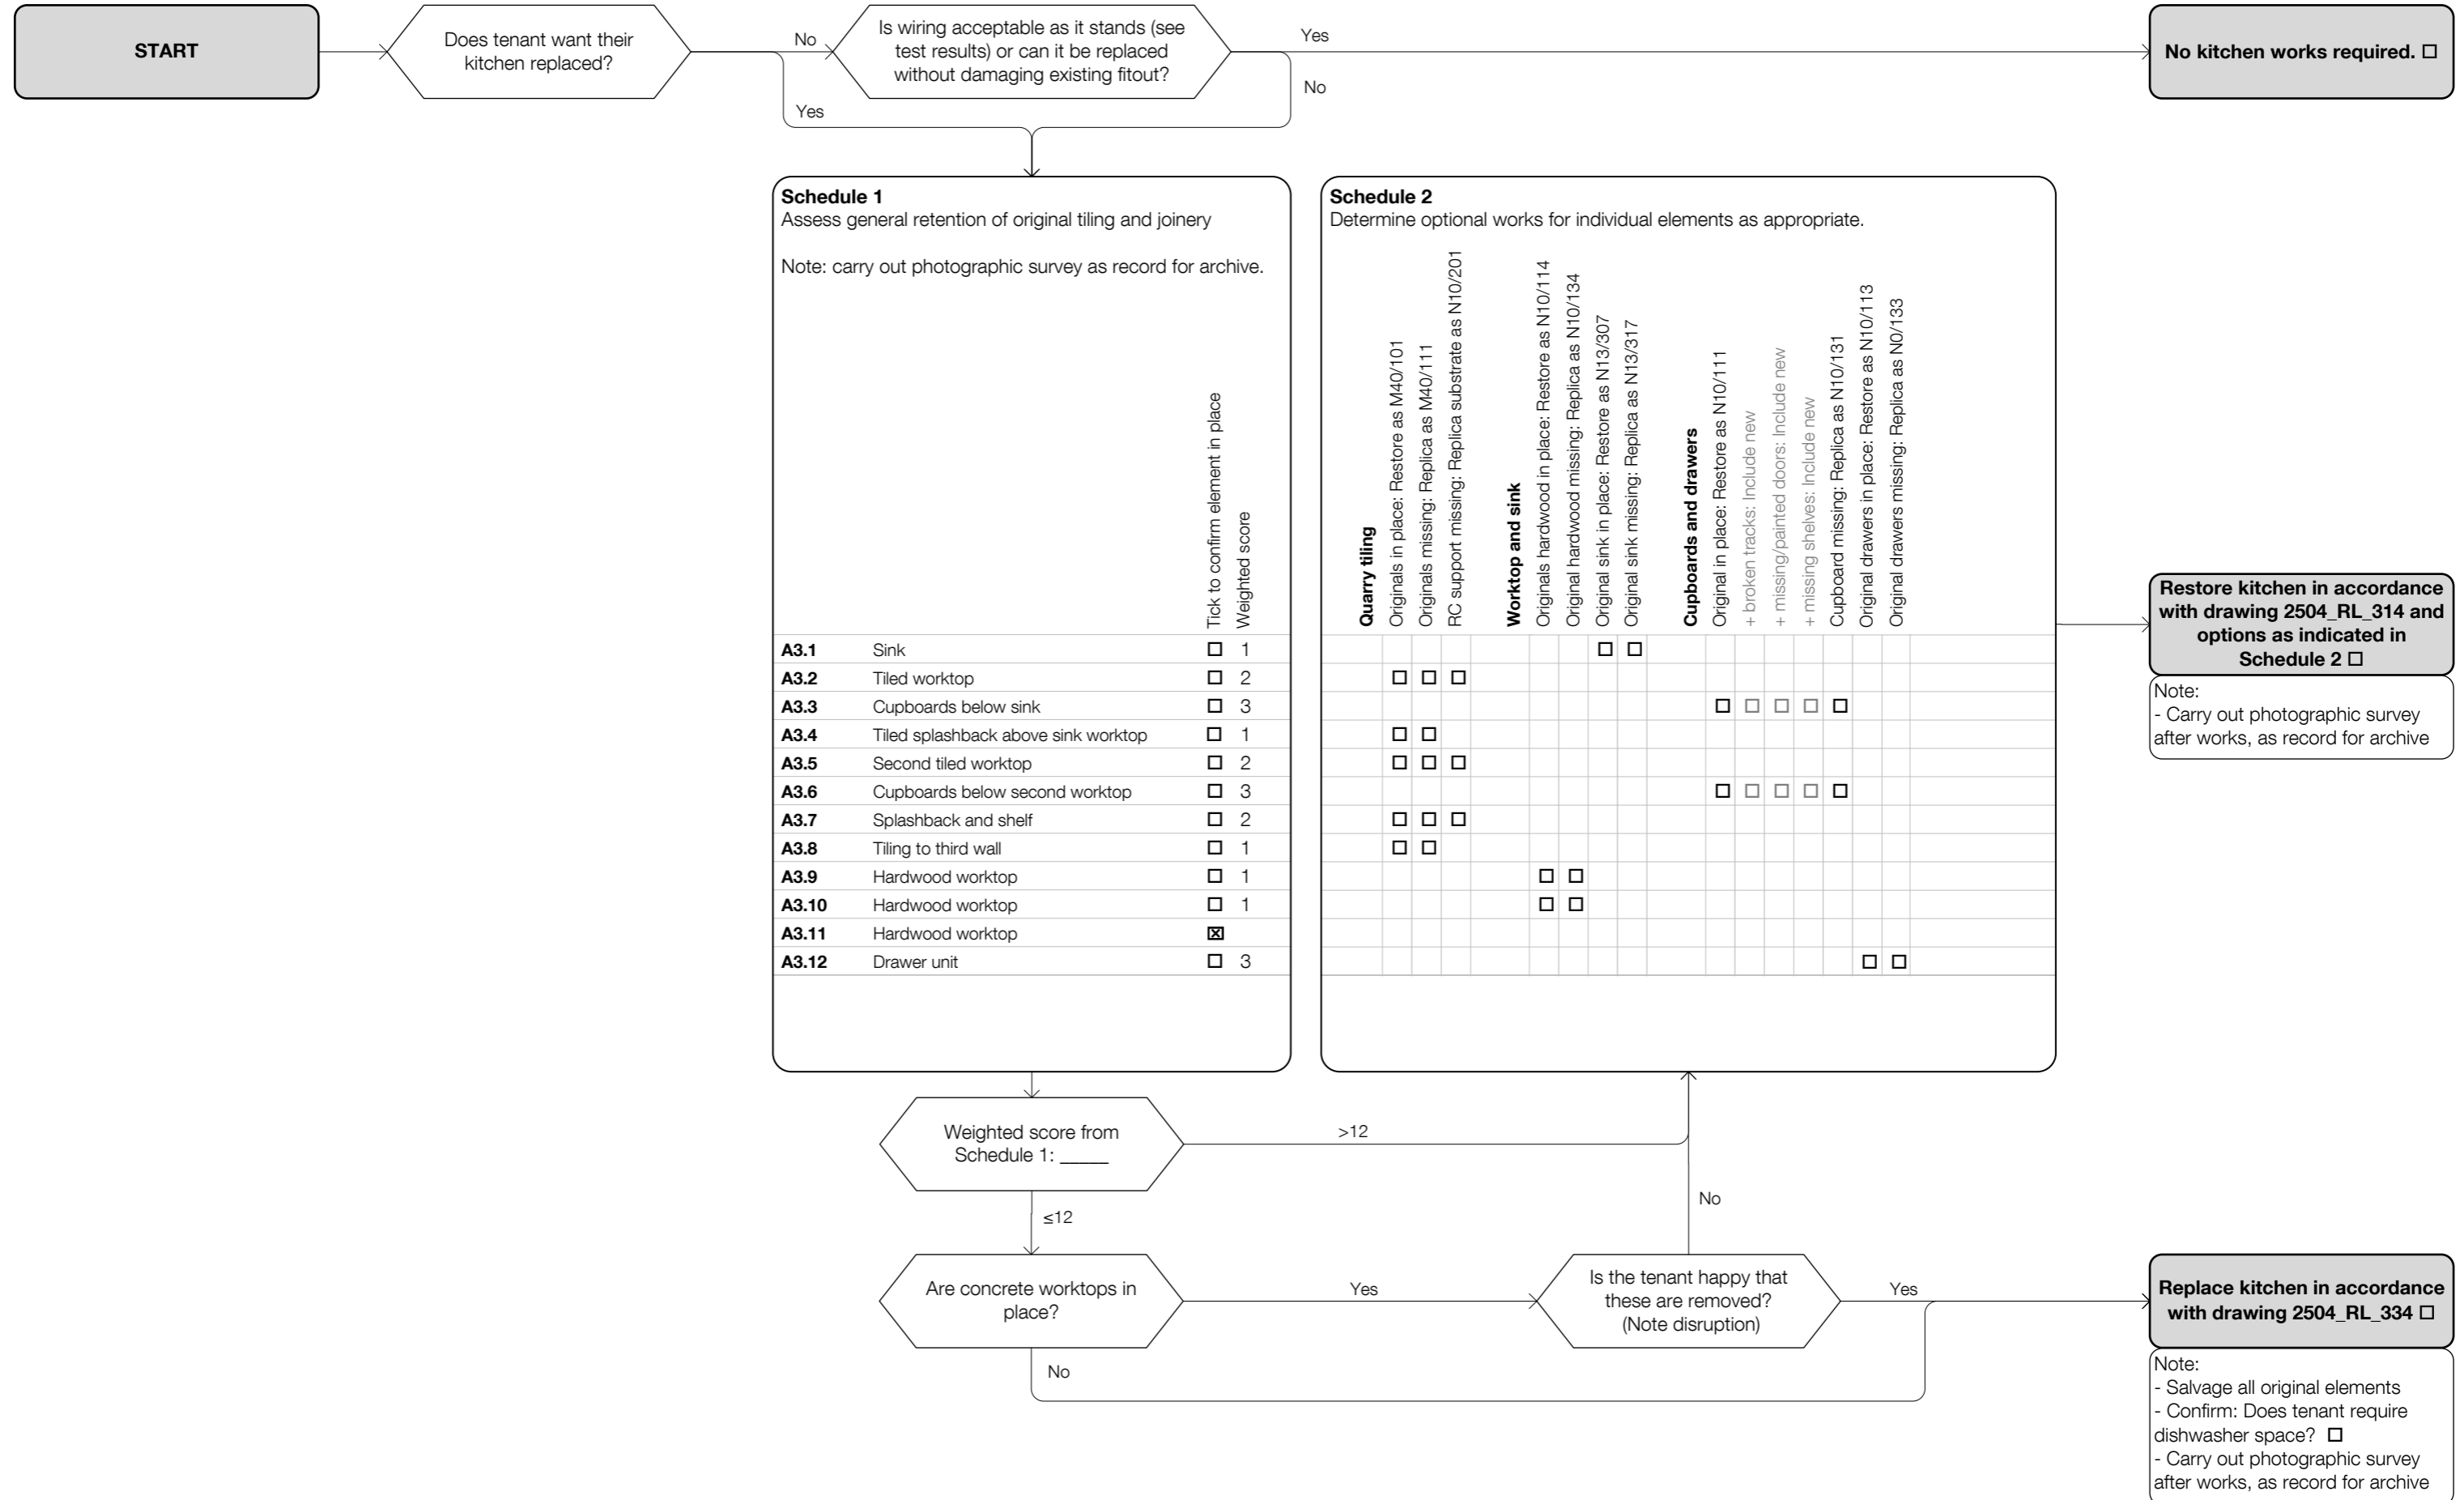 START
Does tenant want their
kitchen replaced?
No
Yes
Is wiring acceptable as it stands (see
test results) or can it be replaced
without damaging existing fitout?
Yes
No
No kitchen works required. ☐
Schedule 1
Assess general retention of original tiling and joinery
Note: carry out photographic survey as record for archive.
Tick to confirm element in place
Weighted score
A3.1 Sink ☐ 1
A3.2 Tiled worktop ☐ 2
A3.3 Cupboards below sink ☐ 3
A3.4 Tiled splashback above sink worktop ☐ 1
A3.5 Second tiled worktop ☐ 2
A3.6 Cupboards below second worktop ☐ 3
A3.7 Splashback and shelf ☐ 2
A3.8 Tiling to third wall ☐ 1
A3.9 Hardwood worktop ☐ 1
A3.10 Hardwood worktop ☐ 1
A3.11 Hardwood worktop ☒
A3.12 Drawer unit ☐ 3
Schedule 2
Determine optional works for individual elements as appropriate.
Quarry tiling
Originals in place: Restore as M40/101
Originals missing: Replica as M40/111
RC support missing: Replica substrate as N10/201
Worktop and sink
Originals hardwood in place: Restore as N10/114
Original hardwood missing: Replica as N10/134
Original sink in place: Restore as N13/307
Original sink missing: Replica as N13/317
Cupboards and drawers
Original in place: Restore as N10/111
+ broken tracks: Include new
+ missing/painted doors: Include new
+ missing shelves: Include new
Cupboard missing: Replica as N10/131
Original drawers in place: Restore as N10/113
Original drawers missing: Replica as N0/133
Restore kitchen in accordance
with drawing 2504_RL_314 and
options as indicated in
Schedule 2 ☐
Note:
- Carry out photographic survey
after works, as record for archive
Weighted score from
Schedule 1: _____
>12
≤12
Are concrete worktops in
place?
Yes
No
Is the tenant happy that
these are removed?
(Note disruption)
No
Yes
Replace kitchen in accordance
with drawing 2504_RL_334 ☐
Note:
- Salvage all original elements
- Confirm: Does tenant require
dishwasher space? ☐
- Carry out photographic survey
after works, as record for archive